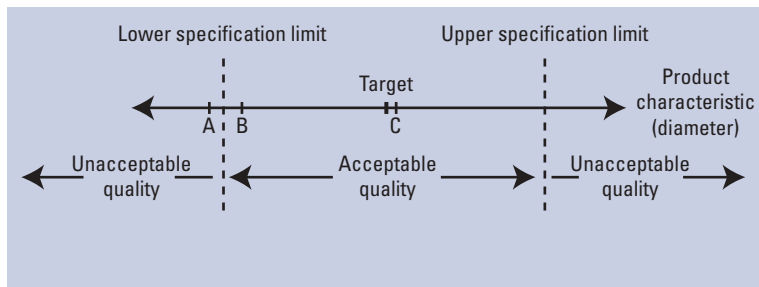 Lower specification limit
Upper specification limit
Target
Product
characteristic
(diameter)
A
B
C
Unacceptable
quality
Acceptable
quality
Unacceptable
quality